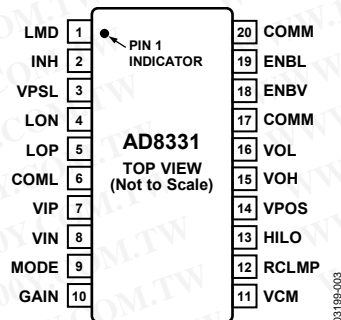 LMD 1
INH 2
VPSL 3
LON 4
LOP 5
COML 6
VIP 7
VIN 8
MODE 9
GAIN 10
PIN 1
INDICATOR
AD8331
TOP VIEW
(Not to Scale)
20 COMM
19 ENBL
18 ENBV
17 COMM
16 VOL
15 VOH
14 VPOS
13 HILO
12 RCLMP
11 VCM
03199-003